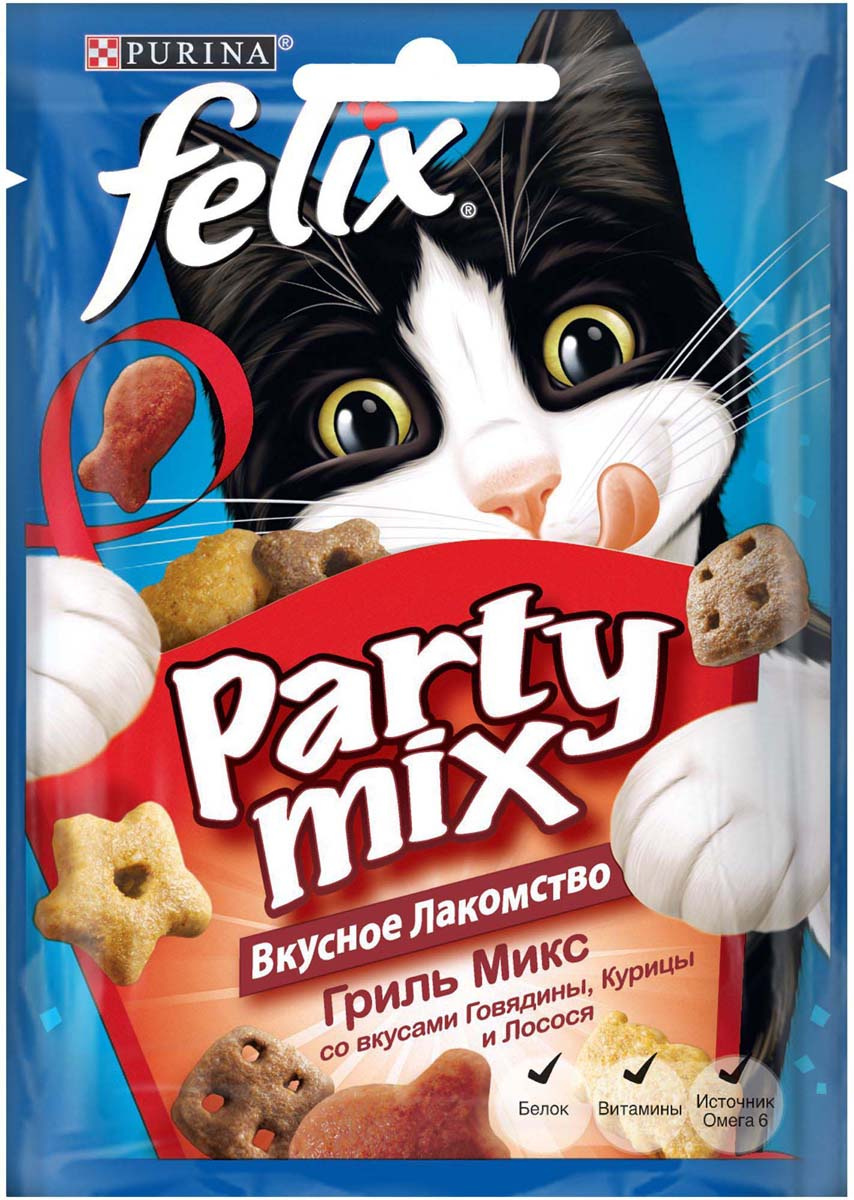 PURINA®
felix®
Party
mix
Вкусное Лакомство
Гриль Микс
со вкусами Говядины, Курицы
и Лосося
Белок
Витамины
Источник
Омега 6